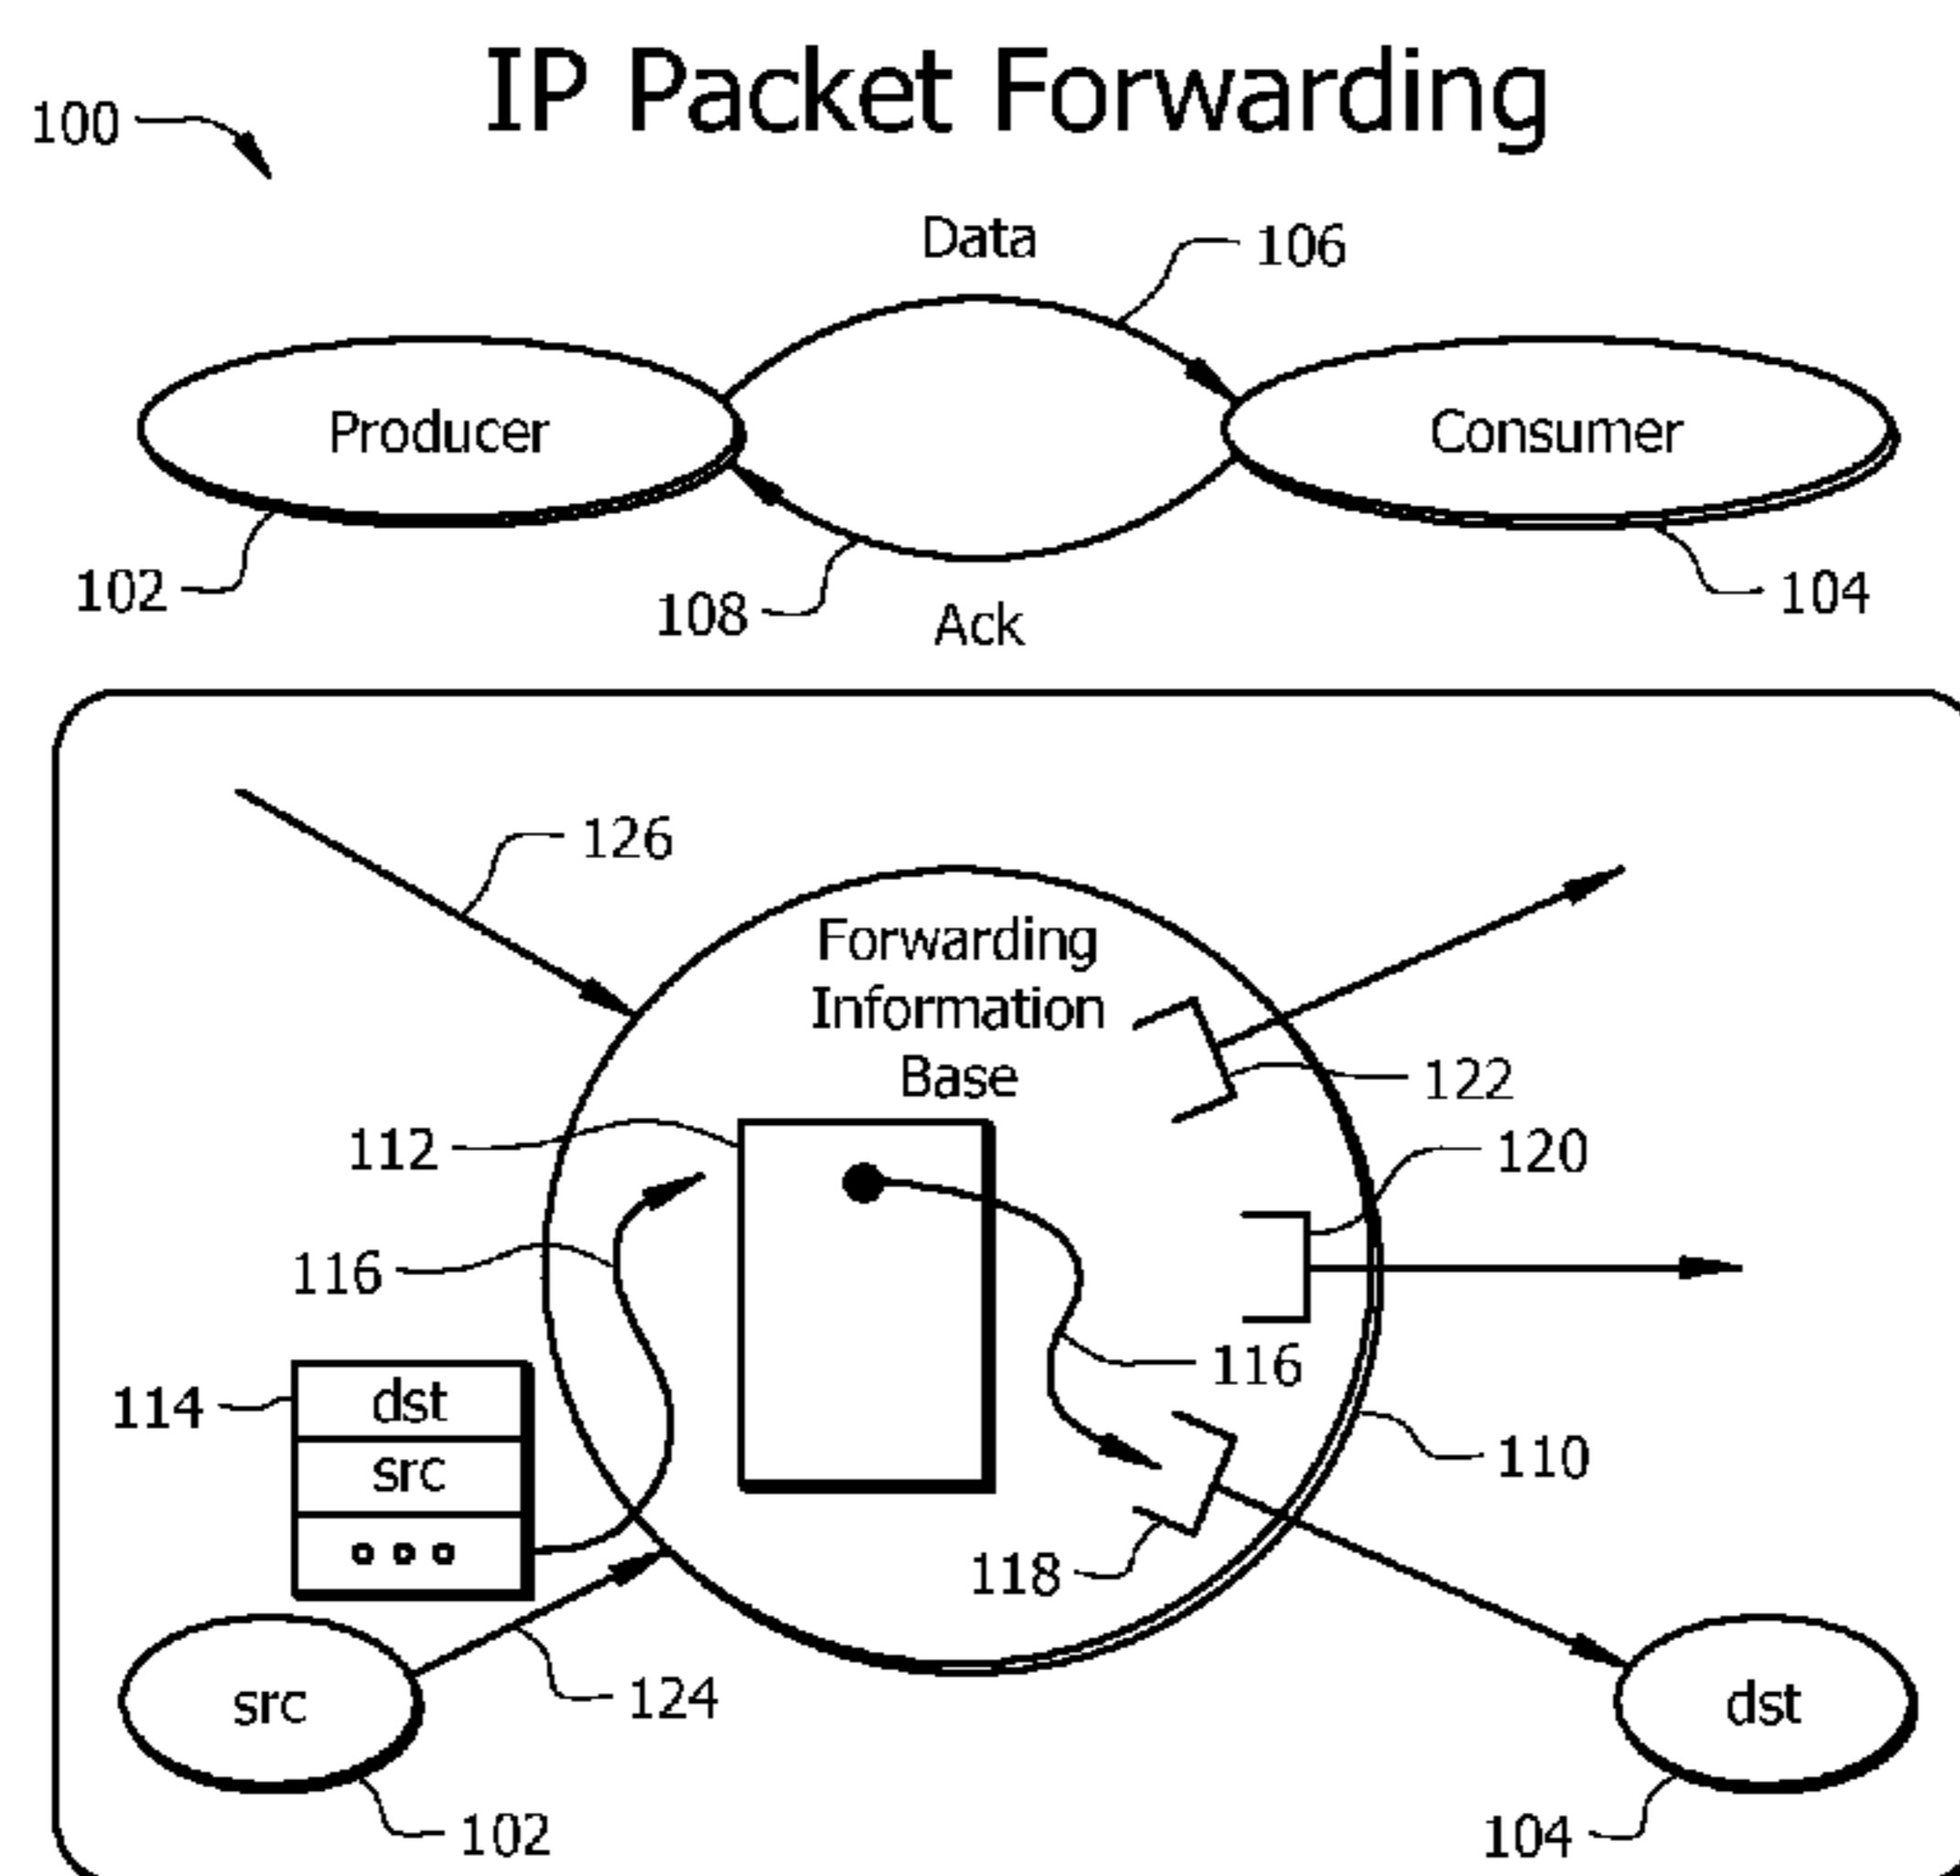 IP Packet Forwarding
100
Data
106
Producer
Consumer
102
108
Ack
104
126
Forwarding
Information
Base
122
112
120
116
116
114
dst
src
110
118
src
124
dst
102
104